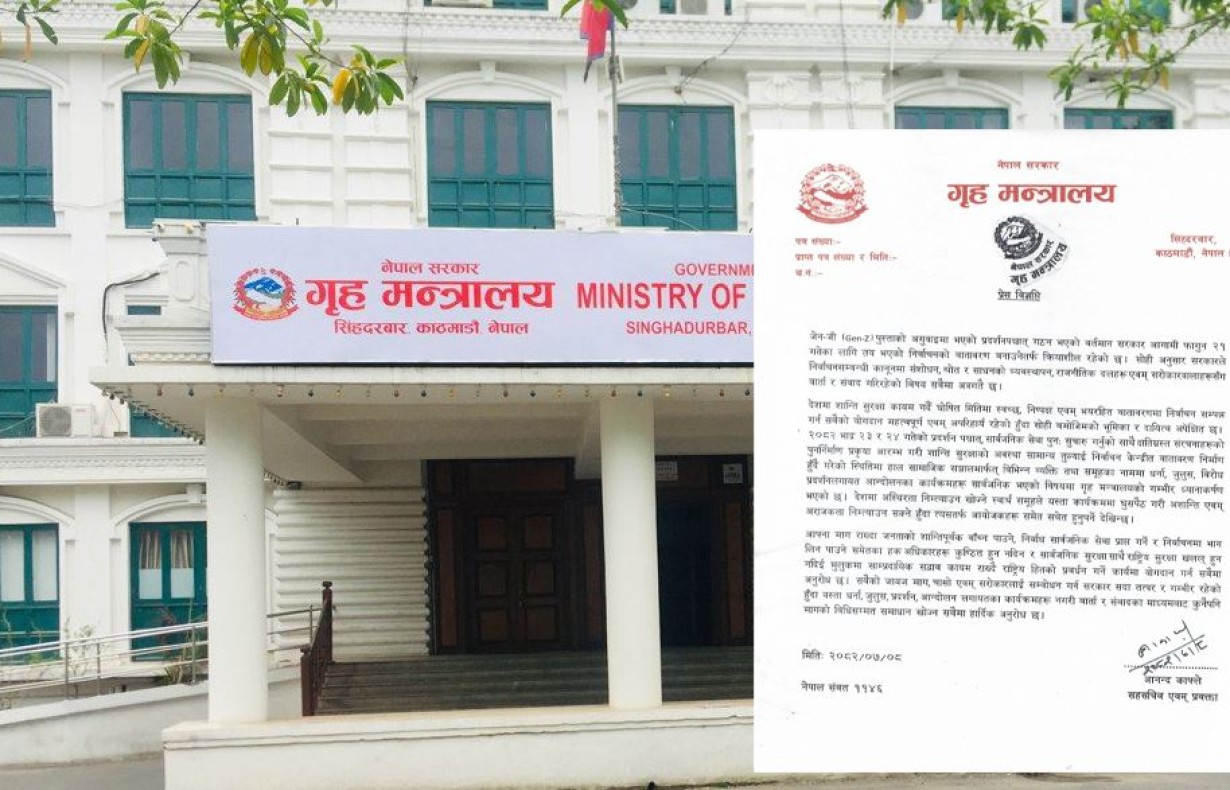 नेपाल सरकार
गृह मन्त्रालय
सिंहदरबार, काठमाडौं, नेपाल
GOVERNM
MINISTRY OF
SINGHADURBAR,
नेपाल सरकार
गृह मन्त्रालय
पत्र संख्याः-
प्राप्त पत्र संख्या र मितिः-
च.नं.:-
सिंहदरवार,
काठमाडौं, नेपाल
नेपाल सरकार
गृह मन्त्रालय
प्रेस विज्ञप्ति
जेन-जी (Gen-Z) पुस्ताको अगुवाइमा भएको प्रदर्शनपश्चात् गठन भएको वर्तमान सरकार आगामी फागुन २१
गतेका लागि तय भएको निर्वाचनको वातावरण बनाउनेतर्फ क्रियाशील रहेको छ। सोही अनुसार सरकारले
निर्वाचनसम्बन्धी कानूनमा संशोधन, स्रोत र साधनको व्यवस्थापन, राजनीतिक दलहरू एवम् सरोकारवालाहरूसँग
वार्ता र संवाद गरिरहेको विषय सर्वैमा अवगतै छ।
देशमा शान्ति सुरक्षा कायम गर्दै घोषित मितिमा स्वच्छ, निष्पक्ष एवम् भयरहित वातावरणमा निर्वाचन सम्पन्न
गर्न सवैको योगदान महत्वपूर्ण एवम् अपरिहार्य रहेको हुँदा सोही बमोजिमको भूमिका र दायित्व अपेक्षित छ।
२०८२ भाद्र २३ र २४ गतेको प्रदर्शन पश्चात्, सार्वजनिक सेवा पुनः सुचारु गर्नुको साथै क्षतिग्रस्त संरचनाहरूको
पुनर्निर्माण प्रकृया आरम्भ गरी शान्ति सुरक्षाको अवस्था सामान्य तुल्याई निर्वाचन केन्द्रीत वातावरण निर्माण
हुँदै गरेको स्थितिमा हाल सामाजिक सञ्जालमार्फत् विभिन्न व्यक्ति तथा समूहका नाममा धर्ना, जुलुस, विरोध
प्रदर्शनलगायत आन्दोलनका कार्यक्रमहरू सार्वजनिक भएको विषयमा गृह मन्त्रालयको गम्भीर ध्यानाकर्षण
भएको छ। देशमा अस्थिरता निम्त्याउन खोज्ने स्वार्थ समूहले यस्ता कार्यक्रममा घुसपैठ गरी अशान्ति एवम्
अराजकता निम्त्याउन सक्ने हुँदा त्यसतर्फ आयोजकहरू समेत सचेत हुनुपर्ने देखिन्छ।
आफ्ना माग राख्दा जनताको शान्तिपूर्वक बाँच्न पाउने, निर्वाध सार्वजनिक सेवा प्राप्त गर्ने र निर्वाचनमा भाग
लिन पाउने समेतका हक अधिकारहरू कुण्ठित हुन नदिन र सार्वजनिक सुरक्षा साथै राष्ट्रिय सुरक्षा खलल् हुन
नदिई मुलुकमा साम्प्रदायिक सद्भाव कायम राख्दै राष्ट्रिय हितको प्रवर्धन गर्ने कार्यमा योगदान गर्न सर्वैमा
अनुरोध छ। सवैको जायज माग, चासो एवम् सरोकारलाई सम्बोधन गर्न सरकार सदा तत्पर र गम्भीर रहेको
हुँदा यस्ता धर्ना, जुलुस, प्रदर्शन, आन्दोलन लगायतका कार्यक्रमहरू नगरी वार्ता र संवादका माध्यमबाट कुनैपनि
मागको विधिसम्मत समाधान खोज्न सर्वैमा हार्दिक अनुरोध छ।
मितिः २०८२/०७/०८
नेपाल संवत ११४६
आनन्द काफ्ले
सहसचिव एवम् प्रवक्ता